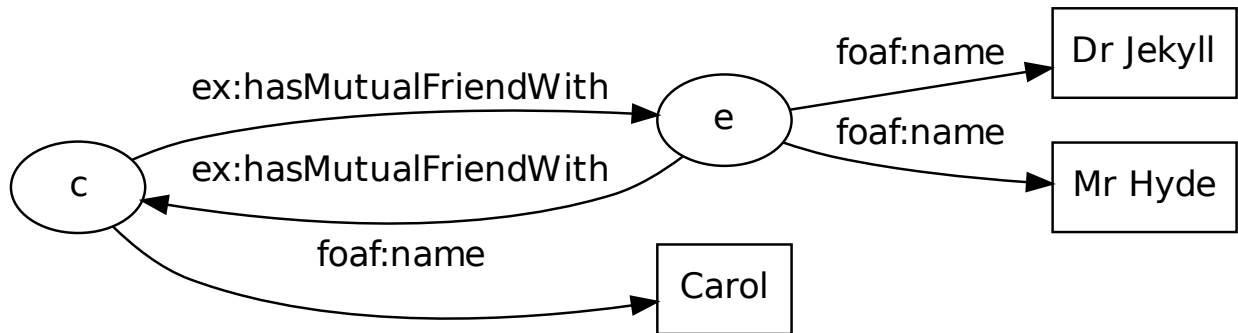 foaf:name
Dr Jekyll
ex:hasMutualFriendWith
e
foaf:name
ex:hasMutualFriendWith
c
Mr Hyde
foaf:name
Carol